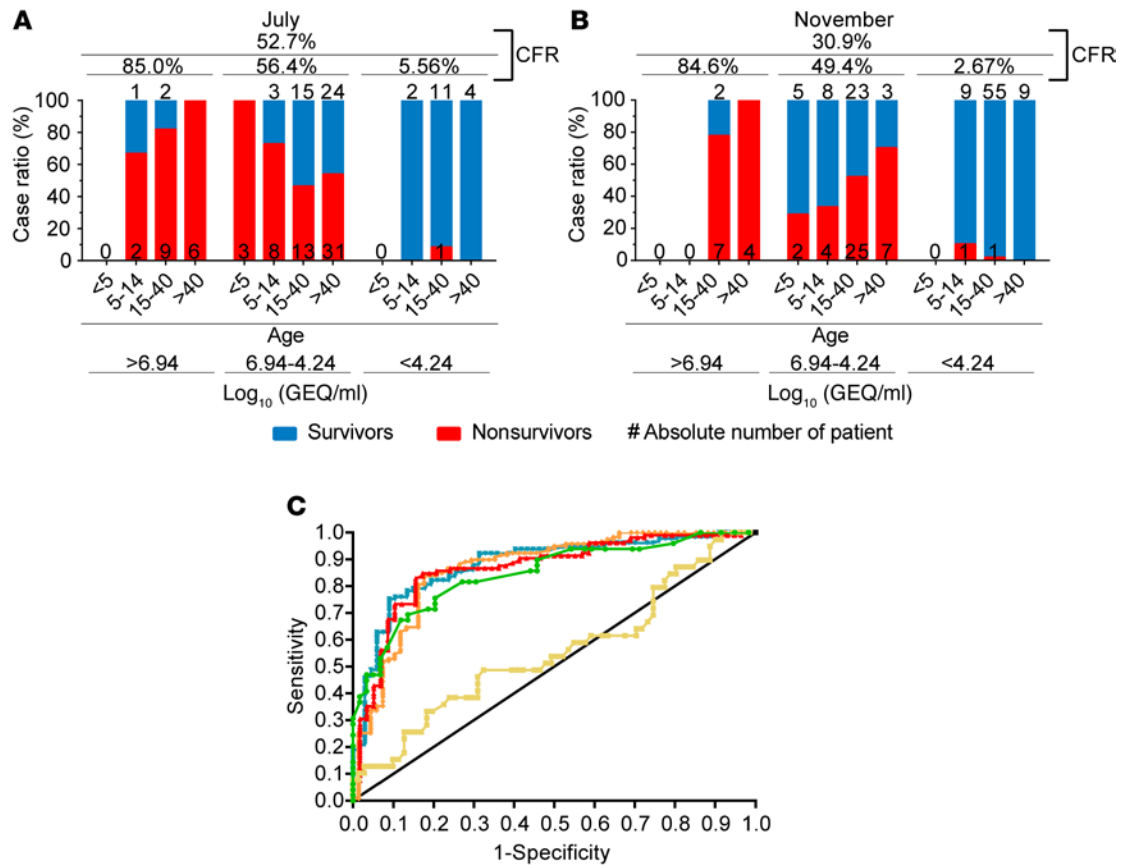 A
July
52.7%
CFR
85.0% 56.4% 5.56%
1 2 3 15 24 2 11 4
100
80
60
40
20
0
Case ratio (%)
0 2 9 6 3 8 13 31 0 1
<5 5-14 15-40 >40 <5 5-14 15-40 >40 <5 5-14 15-40 >40
Age
>6.94 6.94-4.24 <4.24
Log10 (GEQ/ml)
B
November
30.9%
CFR
84.6% 49.4% 2.67%
2 5 8 23 3 9 55 9
100
80
60
40
20
0
Case ratio (%)
0 0 7 4 2 4 25 7 0 1 1
<5 5-14 15-40 >40 <5 5-14 15-40 >40 <5 5-14 15-40 >40
Age
>6.94 6.94-4.24 <4.24
Log10 (GEQ/ml)
Survivors Nonsurvivors # Absolute number of patient
C
1.0
0.9
0.8
0.7
0.6
0.5
0.4
0.3
0.2
0.1
0.0
Sensitivity
0.0 0.1 0.2 0.3 0.4 0.5 0.6 0.7 0.8 0.9 1.0
1-Specificity